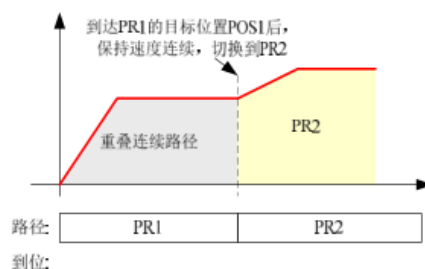 到达PR1的目标位置POS1后，
保持速度连续，切换到PR2
重叠连续路径
PR2
路径: PR1 PR2
到位: